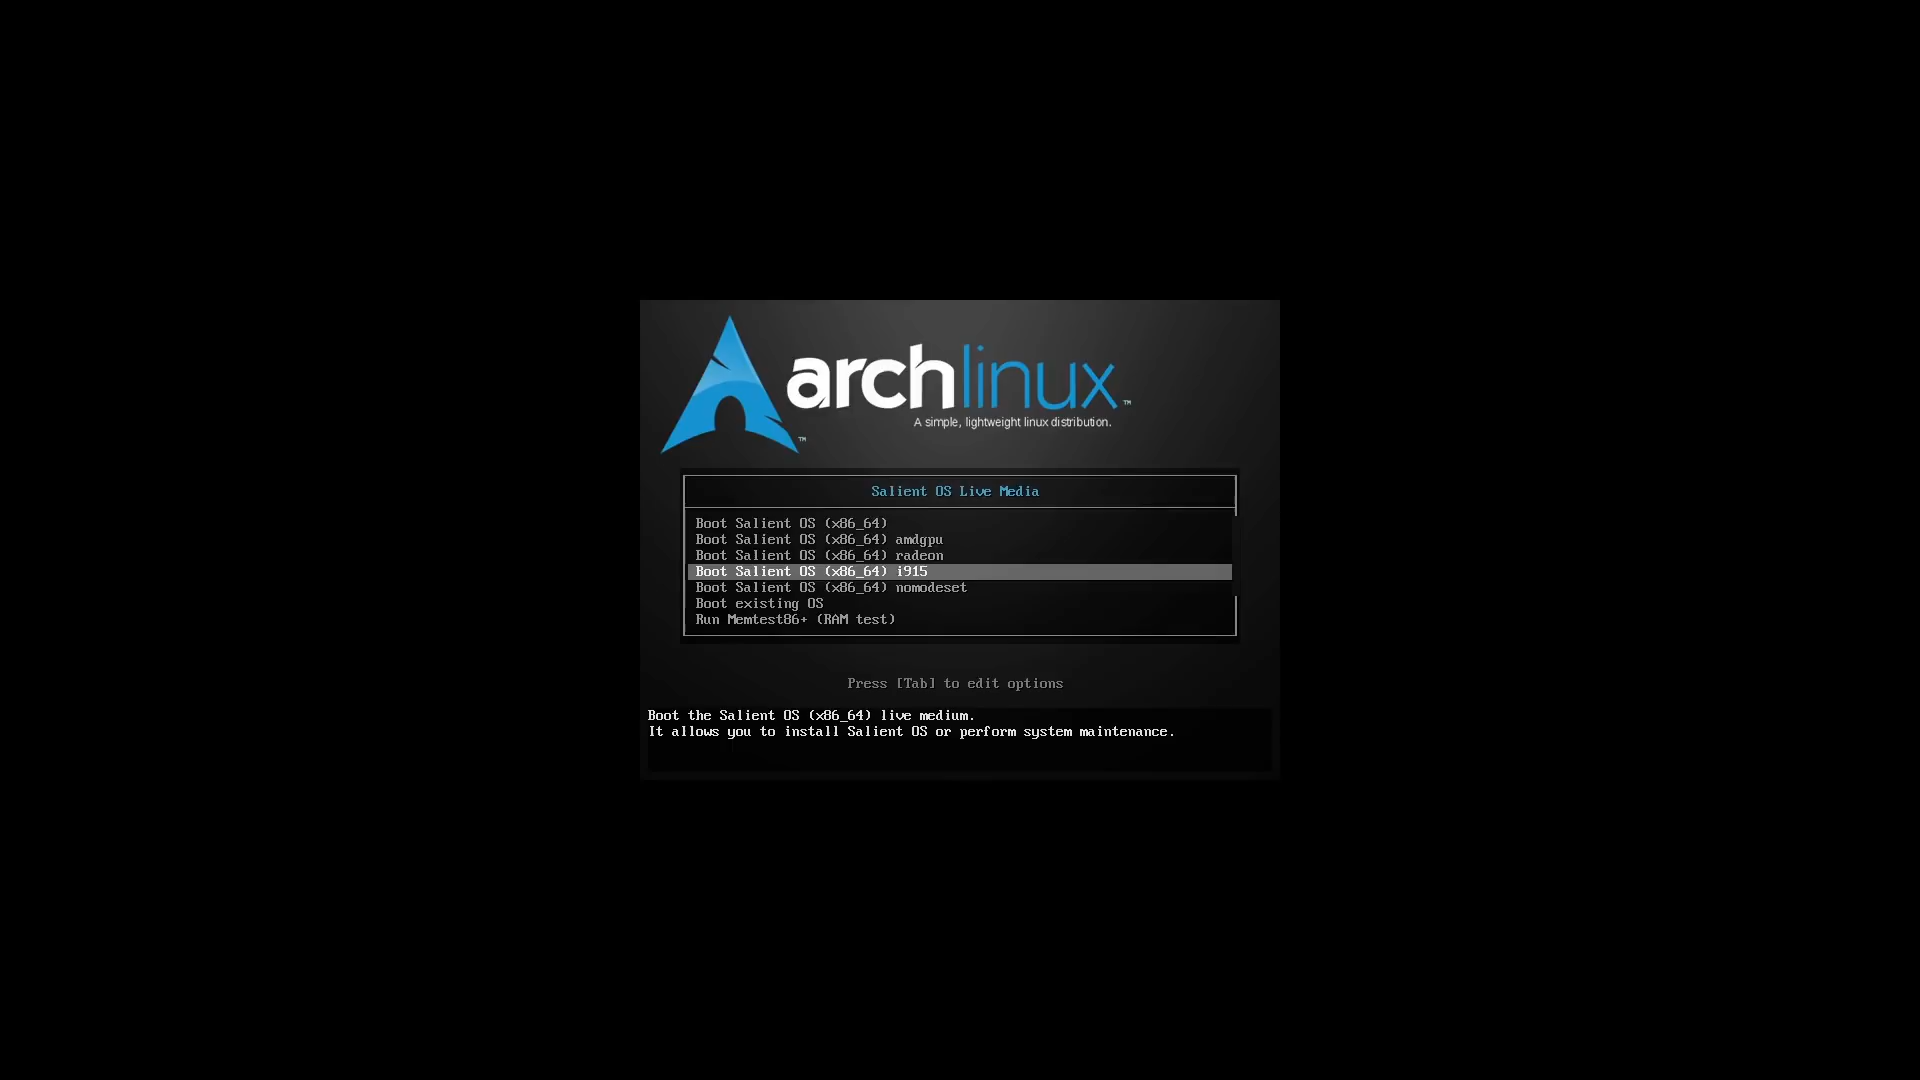 archlinux™
A simple, lightweight linux distribution.
™
Salient OS Live Media
Boot Salient OS (x86_64)
Boot Salient OS (x86_64) amdgpu
Boot Salient OS (x86_64) radeon
Boot Salient OS (x86_64) i915
Boot Salient OS (x86_64) nomodeset
Boot existing OS
Run Memtest86+ (RAM test)
Press [Tab] to edit options
Boot the Salient OS (x86_64) live medium.
It allows you to install Salient OS or perform system maintenance.